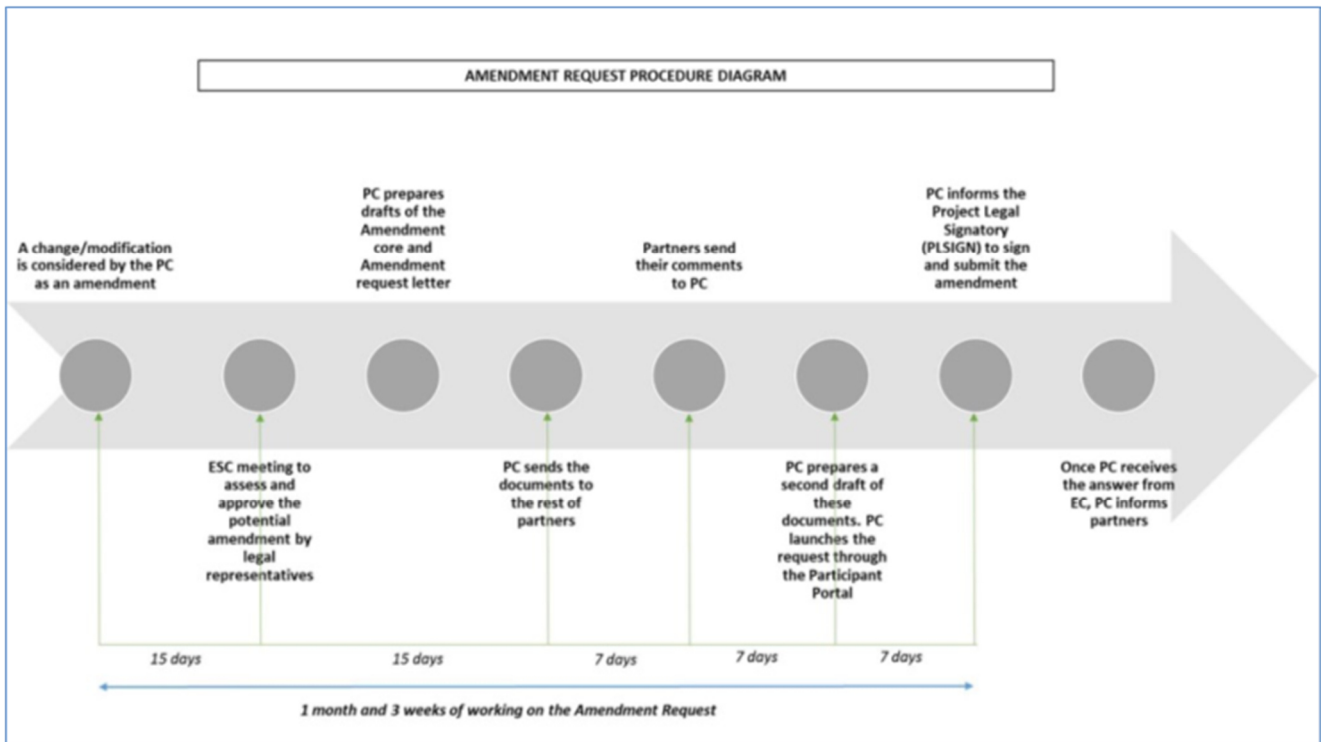 AMENDMENT REQUEST PROCEDURE DIAGRAM
A change/modification
is considered by the PC
as an amendment
PC prepares
drafts of the
Amendment
core and
Amendment
request letter
Partners send
their comments
to PC
PC informs the
Project Legal
Signatory
(PLSIGN) to sign
and submit the
amendment
ESC meeting to
assess and
approve the
potential
amendment by
legal
representatives
PC sends the
documents to
the rest of
partners
PC prepares a
second draft of
these
documents. PC
launches the
request through
the Participant
Portal
Once PC receives
the answer from
EC, PC informs
partners
15 days
15 days
7 days
7 days
7 days
1 month and 3 weeks of working on the Amendment Request